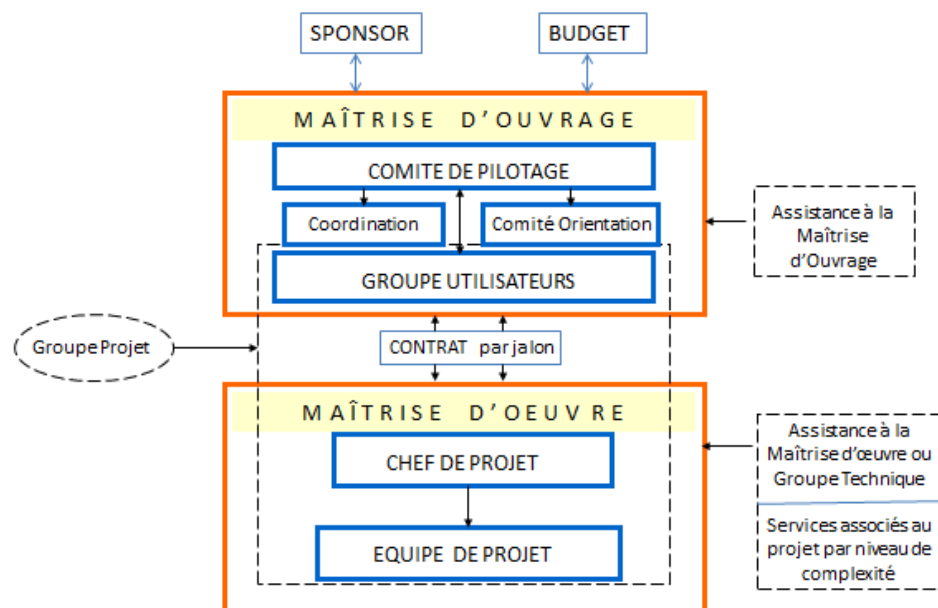 SPONSOR
BUDGET
MAÎTRISE D'OUVRAGE
COMITE DE PILOTAGE
Coordination
Comité Orientation
GROUPE UTILISATEURS
Assistance à la
Maîtrise
d'Ouvrage
Groupe Projet
CONTRAT par jalon
MAÎTRISE D'OEUVRE
CHEF DE PROJET
EQUIPE DE PROJET
Assistance à la
Maîtrise d'œuvre ou
Groupe Technique
Services associés au
projet par niveau de
complexité